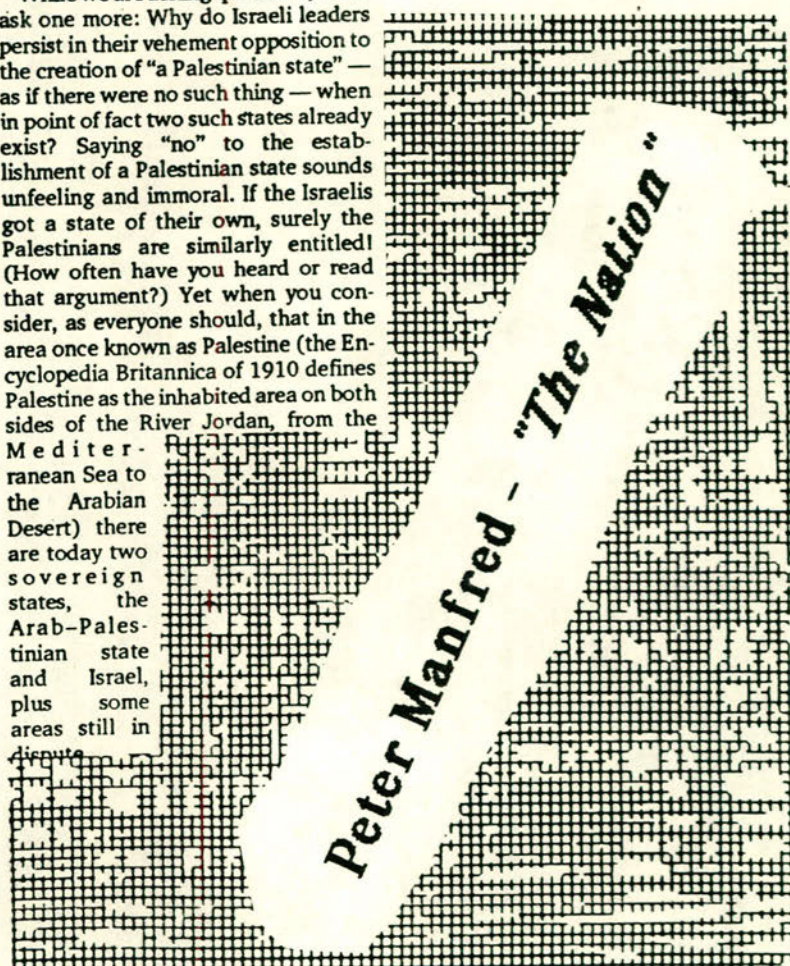 ask one more: Why do Israeli leaders
persist in their vehement opposition to
the creation of “a Palestinian state” —
as if there were no such thing — when
in point of fact two such states already
exist? Saying “no” to the estab-
lishment of a Palestinian state sounds
unfeeling and immoral. If the Israelis
got a state of their own, surely the
Palestinians are similarly entitled!
(How often have you heard or read
that argument?) Yet when you con-
sider, as everyone should, that in the
area once known as Palestine (the En-
cyclopedia Britannica of 1910 defines
Palestine as the inhabited area on both
sides of the River Jordan, from the
Mediter-
ranean Sea to
the Arabian
Desert) there
are today two
sovereign
states, the
Arab-Pales-
tinian state
and Israel,
plus some
areas still in
dispute
Peter Manfred - "The Nation"